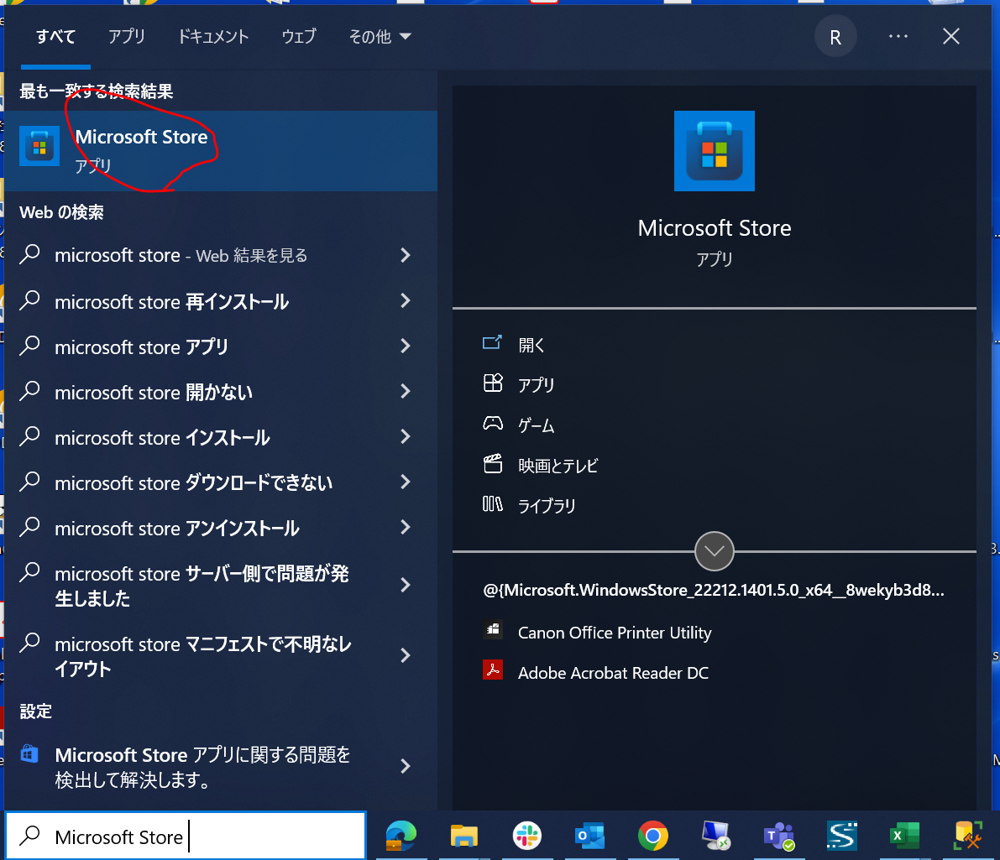 すべて アプリ ドキュメント ウェブ その他
R ...
最も一致する検索結果
Microsoft Store
アプリ
Web の検索
microsoft store - Web 結果を見る
microsoft store 再インストール
microsoft store アプリ
microsoft store 開かない
microsoft store インストール
microsoft store ダウンロードできない
microsoft store アンインストール
microsoft store サーバー側で問題が発
生しました
microsoft store マニフェストで不明なレ
イアウト
設定
Microsoft Store アプリに関する問題を
検出して解決します。
Microsoft Store
Microsoft Store
アプリ
開く
アプリ
ゲーム
映画とテレビ
ライブラリ
@{Microsoft.WindowsStore_22212.1401.5.0_x64__8wekyb3d8...
Canon Office Printer Utility
Adobe Acrobat Reader DC